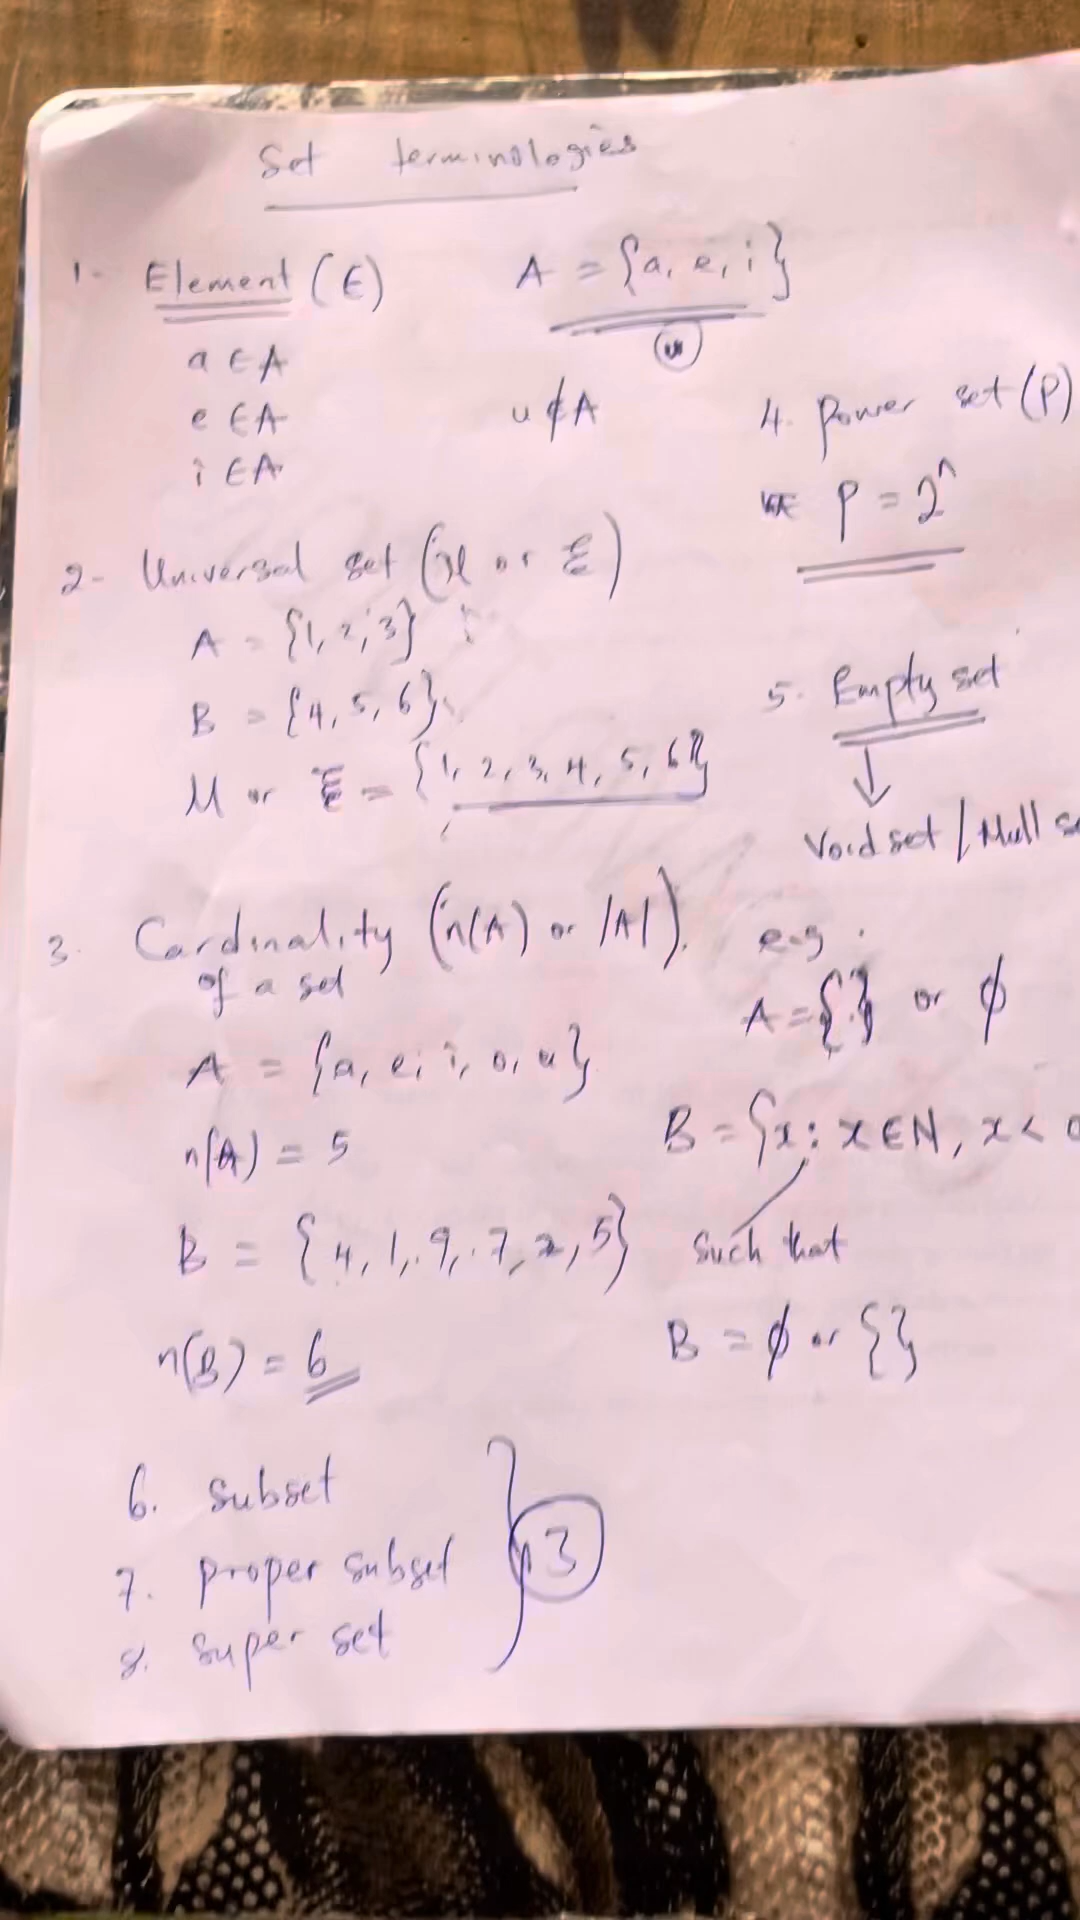 Set terminologies
1- Element (∈)
A = {a, e, i}
u
a ∈ A
e ∈ A
i ∈ A
u ∉ A
2- Universal set (μ or Ɛ)
A = {1, 2, 3}
B = {4, 5, 6}
M or Ɛ = {1, 2, 3, 4, 5, 6}
3. Cardinality (n(A) or |A|).
of a set
A = {a, e, i, o, u}
n(A) = 5
B = {4, 1, 9, 7, 2, 5}
n(B) = 6
4. Power set (P)
P = 2^n
5. Empty set
↓
Void set / Null
e.g.
A = {} or ϕ
B = {x : x ∈ N, x <
such that
B = ϕ or {}
6. subset
7. proper subset
8. super set
3